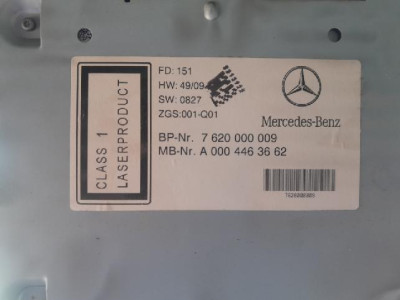 CLASS 1
LASERPRODUCT
FD: 151
HW: 49/09
SW: 0827
ZGS:001-Q01
BP-Nr. 7 620 000 009
MB-Nr. A 000 446 36 62
Mercedes-Benz